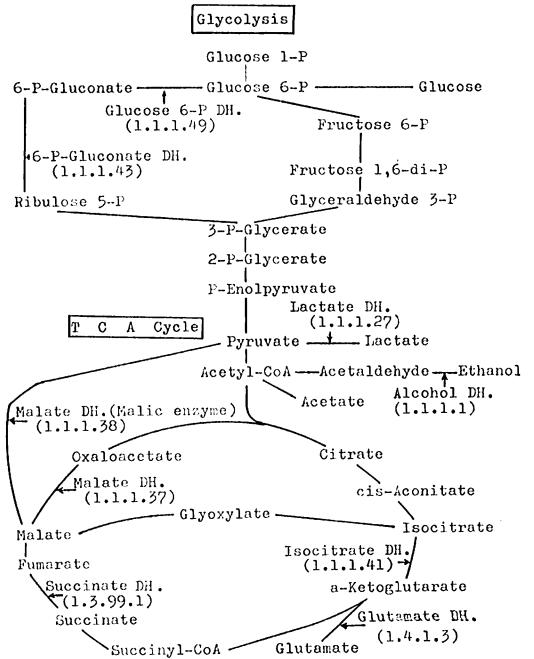 Glycolysis
Glucose 1-P
6-P-Gluconate Glucose 6-P Glucose
Glucose 6-P DH.
(1.1.1.49)
Fructose 6-P
6-P-Gluconate DH.
(1.1.1.43)
Fructose 1,6-di-P
Ribulose 5-P
Glyceraldehyde 3-P
3-P-Glycerate
2-P-Glycerate
P-Enolpyruvate
Lactate DH.
(1.1.1.27)
T C A Cycle
Pyruvate Lactate
Acetyl-CoA Acetaldehyde Ethanol
Alcohol DH.
(1.1.1.1)
Acetate
Malate DH.(Malic enzyme)
(1.1.1.38)
Oxaloacetate Citrate
Malate DH.
(1.1.1.37)
cis-Aconitate
Glyoxylate
Malate Isocitrate
Isocitrate DH.
(1.1.1.41)
Fumarate
Succinate DH.
(1.3.99.1)
a-Ketoglutarate
Succinate
Glutamate DH.
(1.4.1.3)
Succinyl-CoA Glutamate